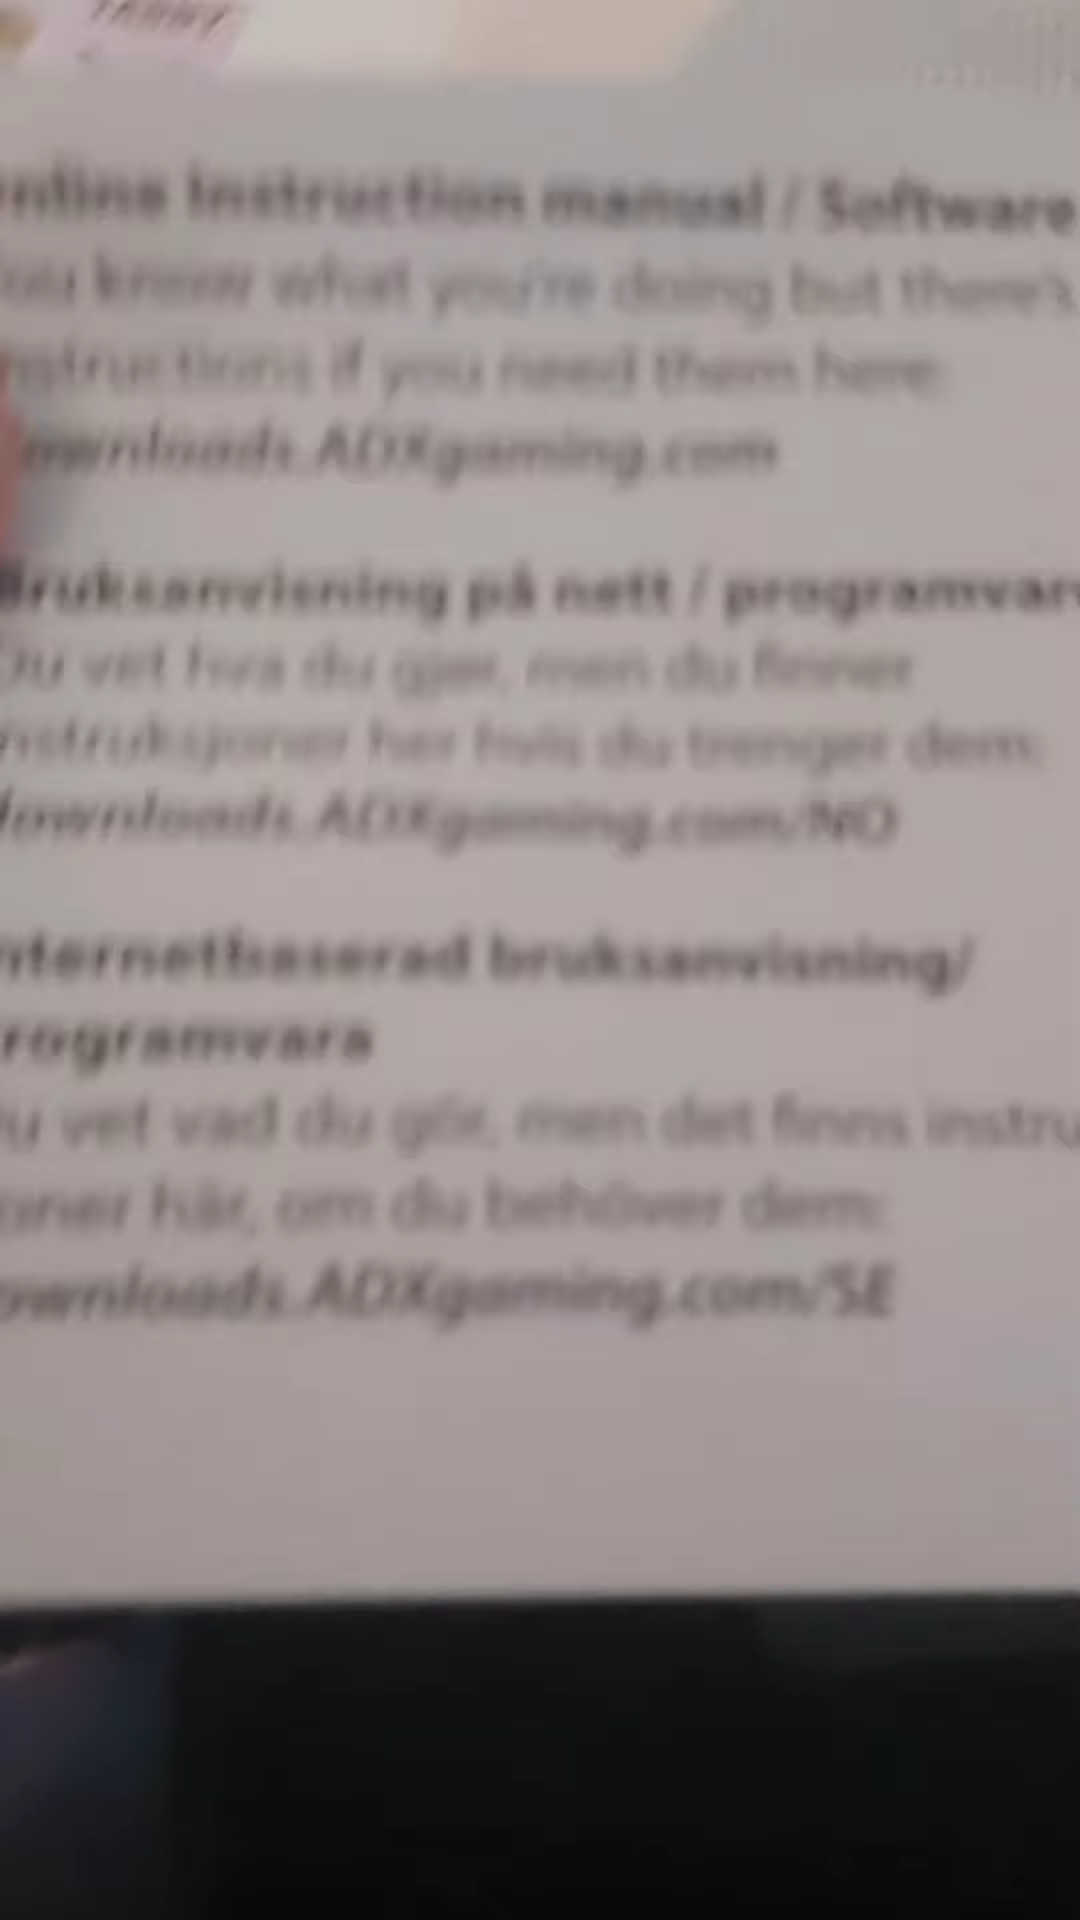 nline Instruction manual / Software
ou know what you're doing but there's
nstructions if you need them here:
ownloads.ADXgaming.com
Bruksanvisning på nett / programvar
Du vet hva du gjør, men du finner
nstruksjoner her hvis du trenger dem:
downloads.ADXgaming.com/NO
nternetbaserad bruksanvisning/
rogramvara
u vet vad du gör, men det finns instru
oner här, om du behöver dem:
ownloads.ADXgaming.com/SE